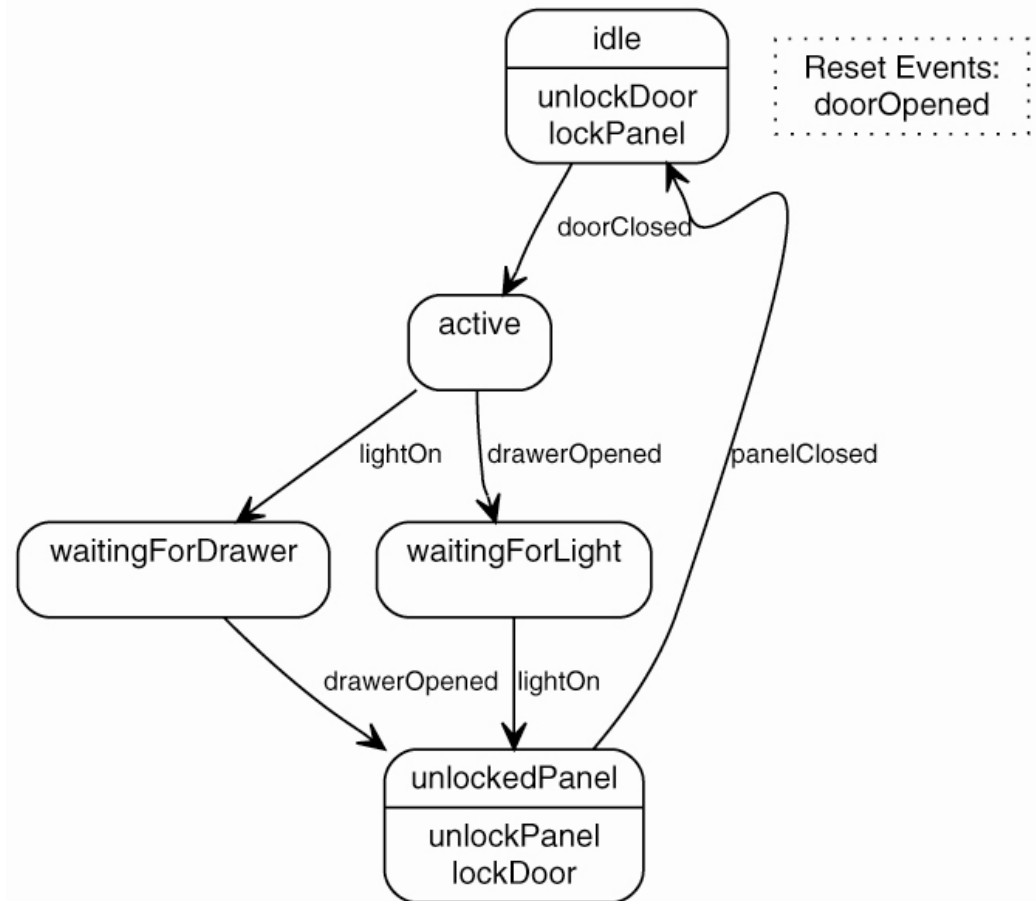 idle
unlockDoor
lockPanel
Reset Events:
doorOpened
doorClosed
active
lightOn
drawerOpened
panelClosed
waitingForDrawer
waitingForLight
drawerOpened
lightOn
unlockedPanel
unlockPanel
lockDoor